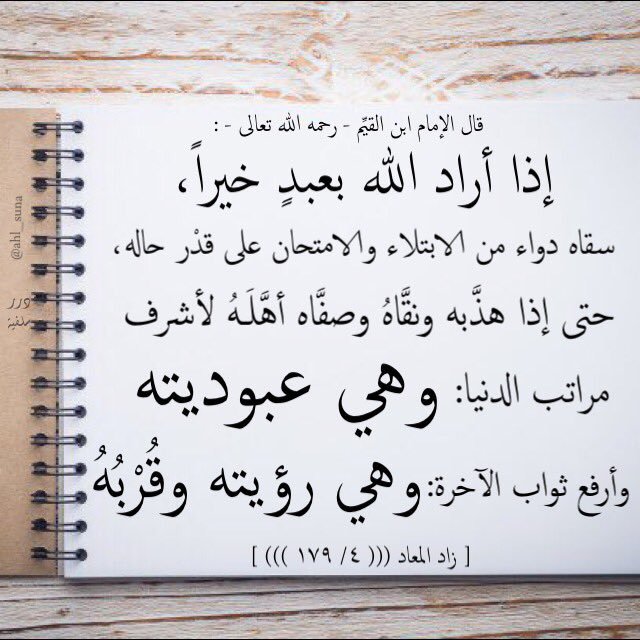 قال الإمام ابن القيِّم - رحمه الله تعالى - :
إذا أراد الله بعبدٍ خيراً،
سقاه دواء من الابتلاء والامتحان على قدْر حاله،
حتى إذا هذَّبه ونقَّاهُ وصفَّاه أهَّلَهُ لأشرف
مراتب الدنيا: وهي عبوديته
وأرفع ثواب الآخرة: وهي رؤيته وقُرْبُهُ
[ زاد المعاد ((( ٤/ ١٧٩ ))) ]
@ahl_suna
درر
سلفية